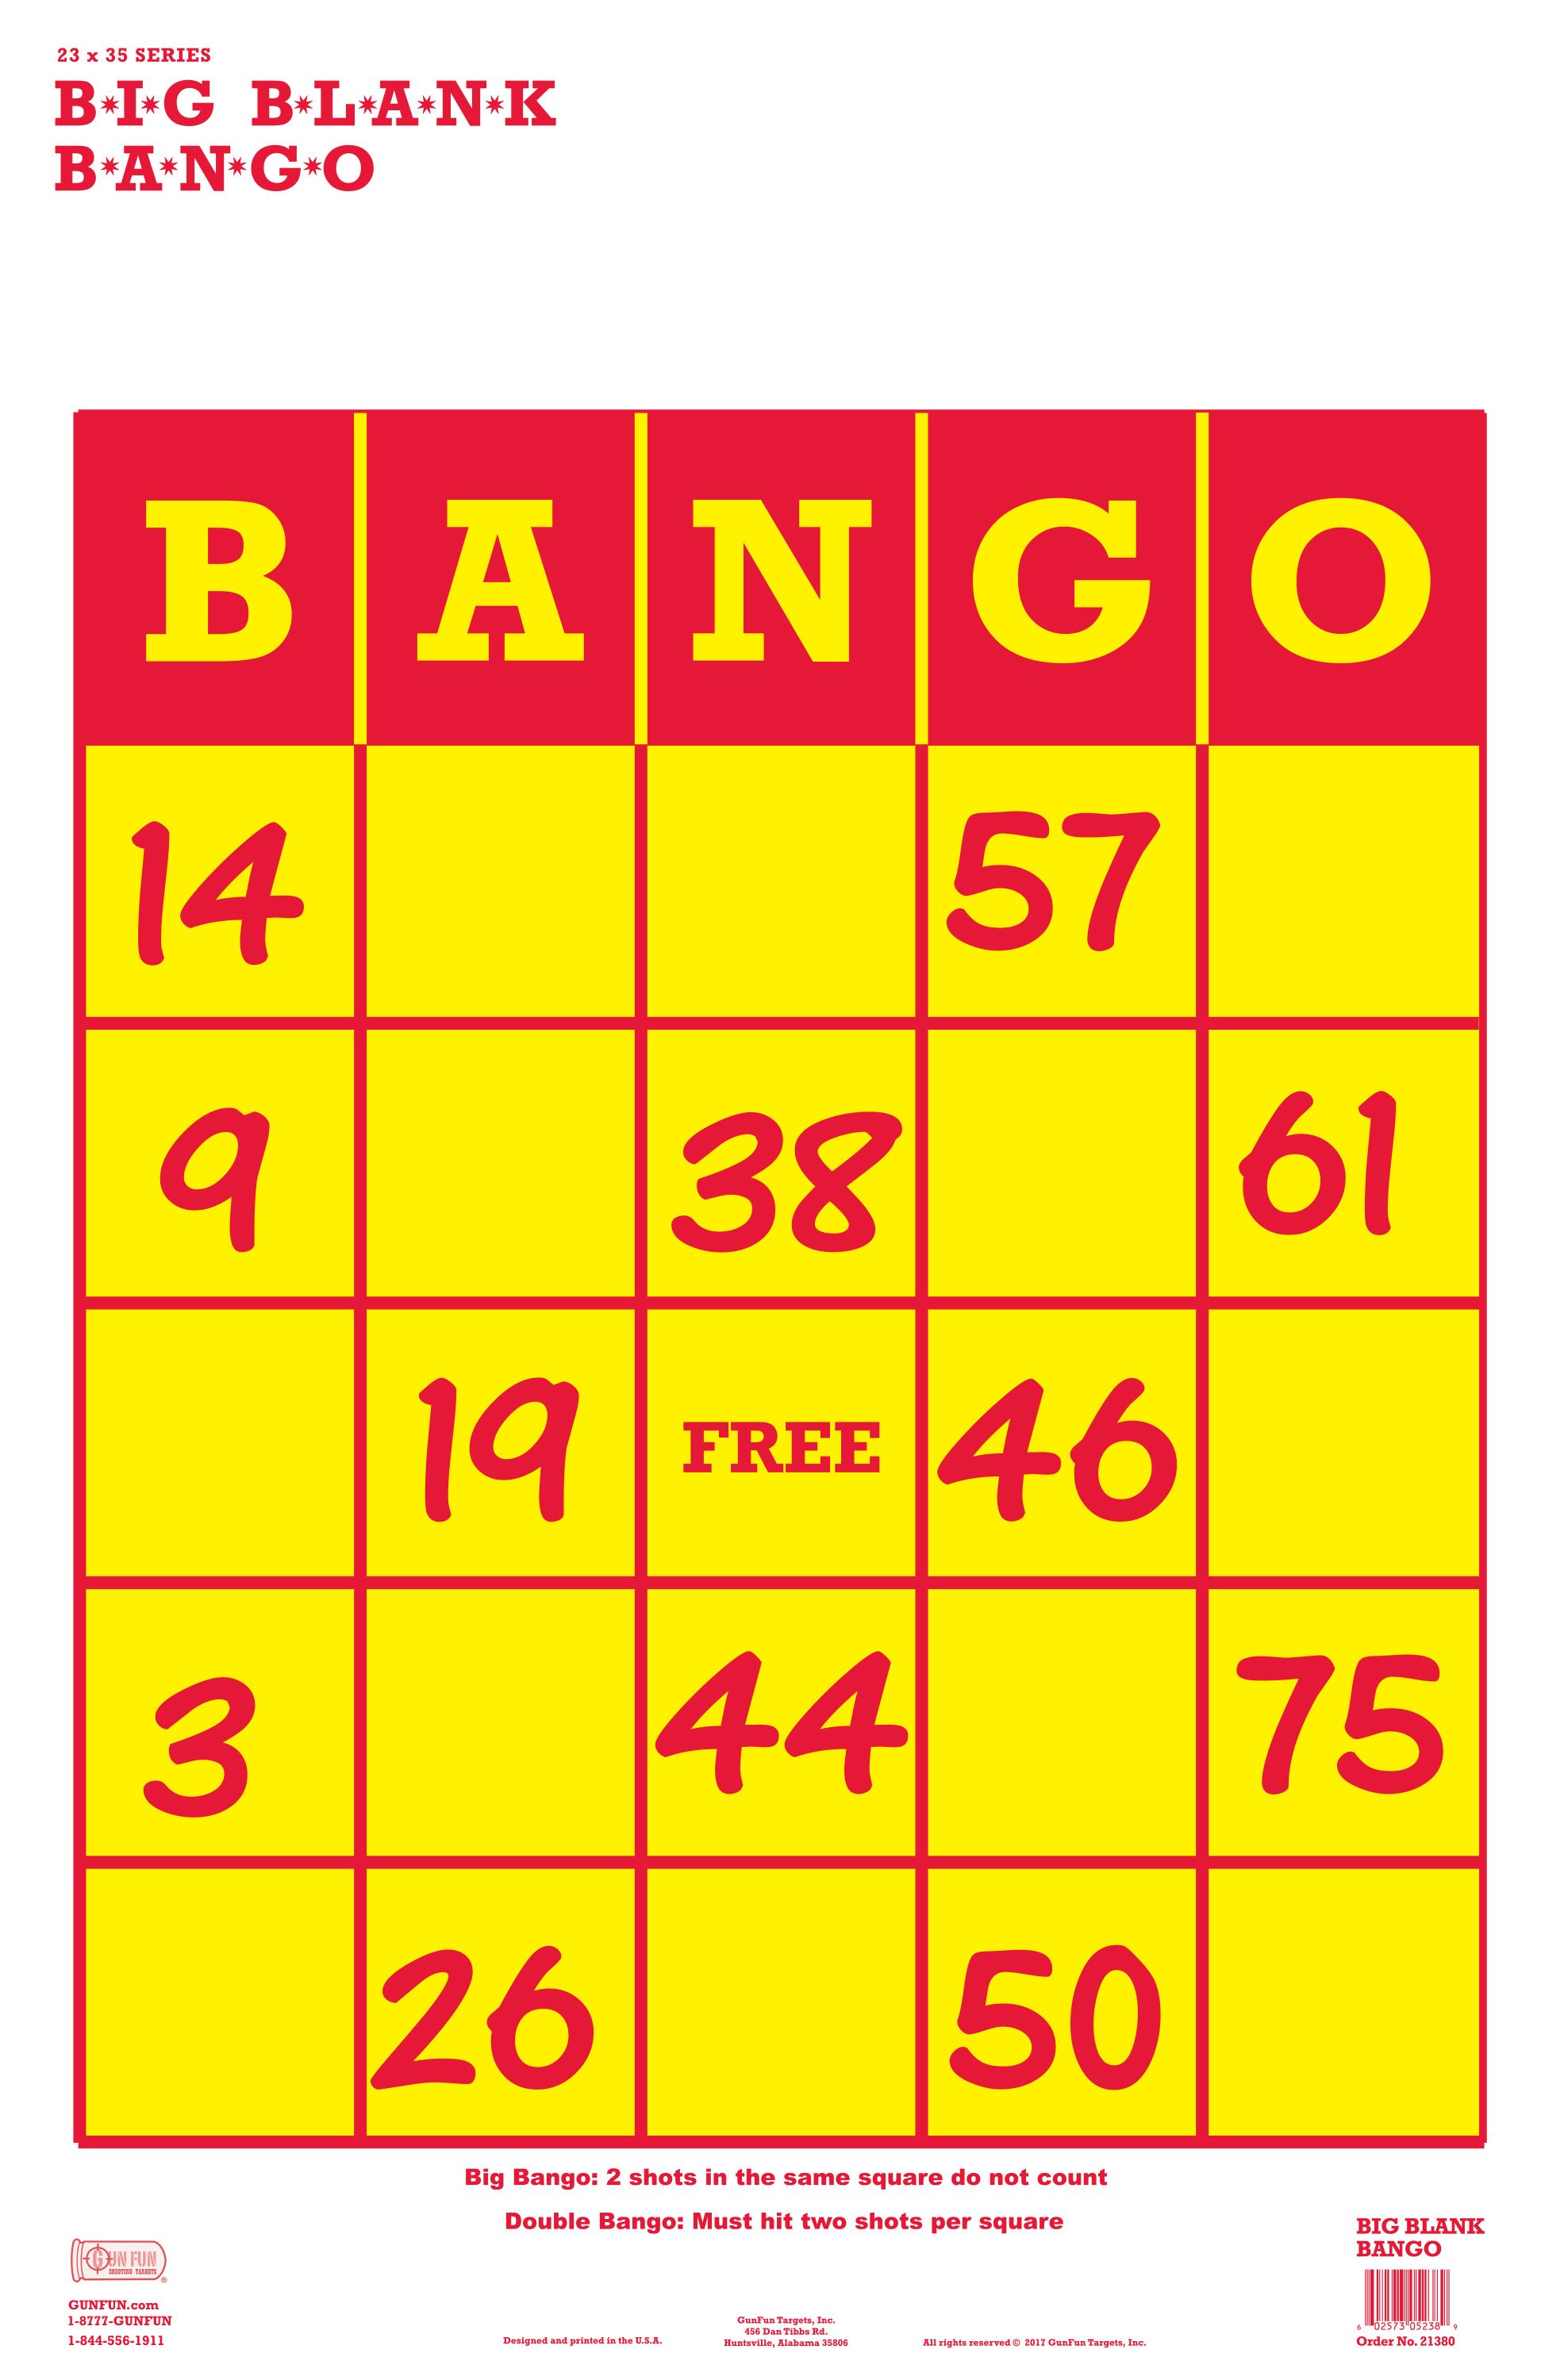 23 x 35 SERIES
B✷I✷G B✷L✷A✷N✷K
B✷A✷N✷G✷O
B A N G O
14 57
9 38 61
19 FREE 46
3 44 75
26 50
Big Bango: 2 shots in the same square do not count
Double Bango: Must hit two shots per square
GUN FUN
SHOOTING TARGETS
®
GUNFUN.com
1-8777-GUNFUN
1-844-556-1911
Designed and printed in the U.S.A.
GunFun Targets, Inc.
456 Dan Tibbs Rd.
Huntsville, Alabama 35806
All rights reserved © 2017 GunFun Targets, Inc.
BIG BLANK
BANGO
6 02573 05238 9
Order No. 21380